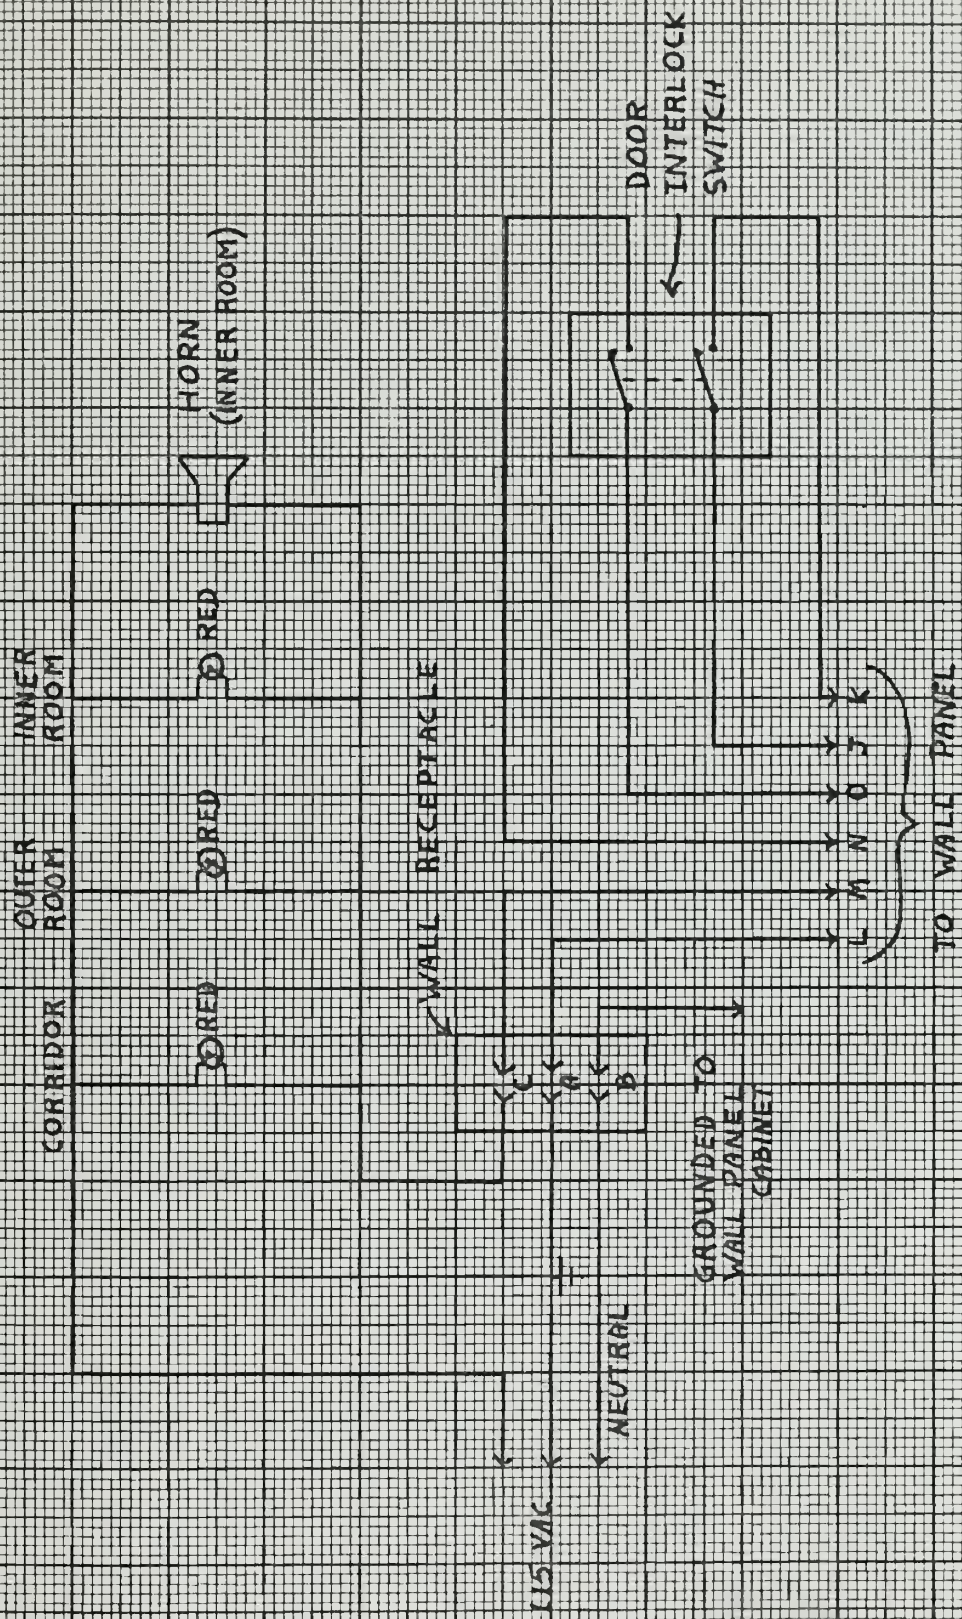 CORRIDOR
OUTER
ROOM
INNER
ROOM
RED
RED
RED
HORN
(INNER ROOM)
WALL RECEPTACLE
C
A
B
115 VAC
NEUTRAL
GROUNDED TO
WALL PANEL
CABINET
L
M
N
O
J
K
TO WALL PANEL
DOOR
INTERLOCK
SWITCH